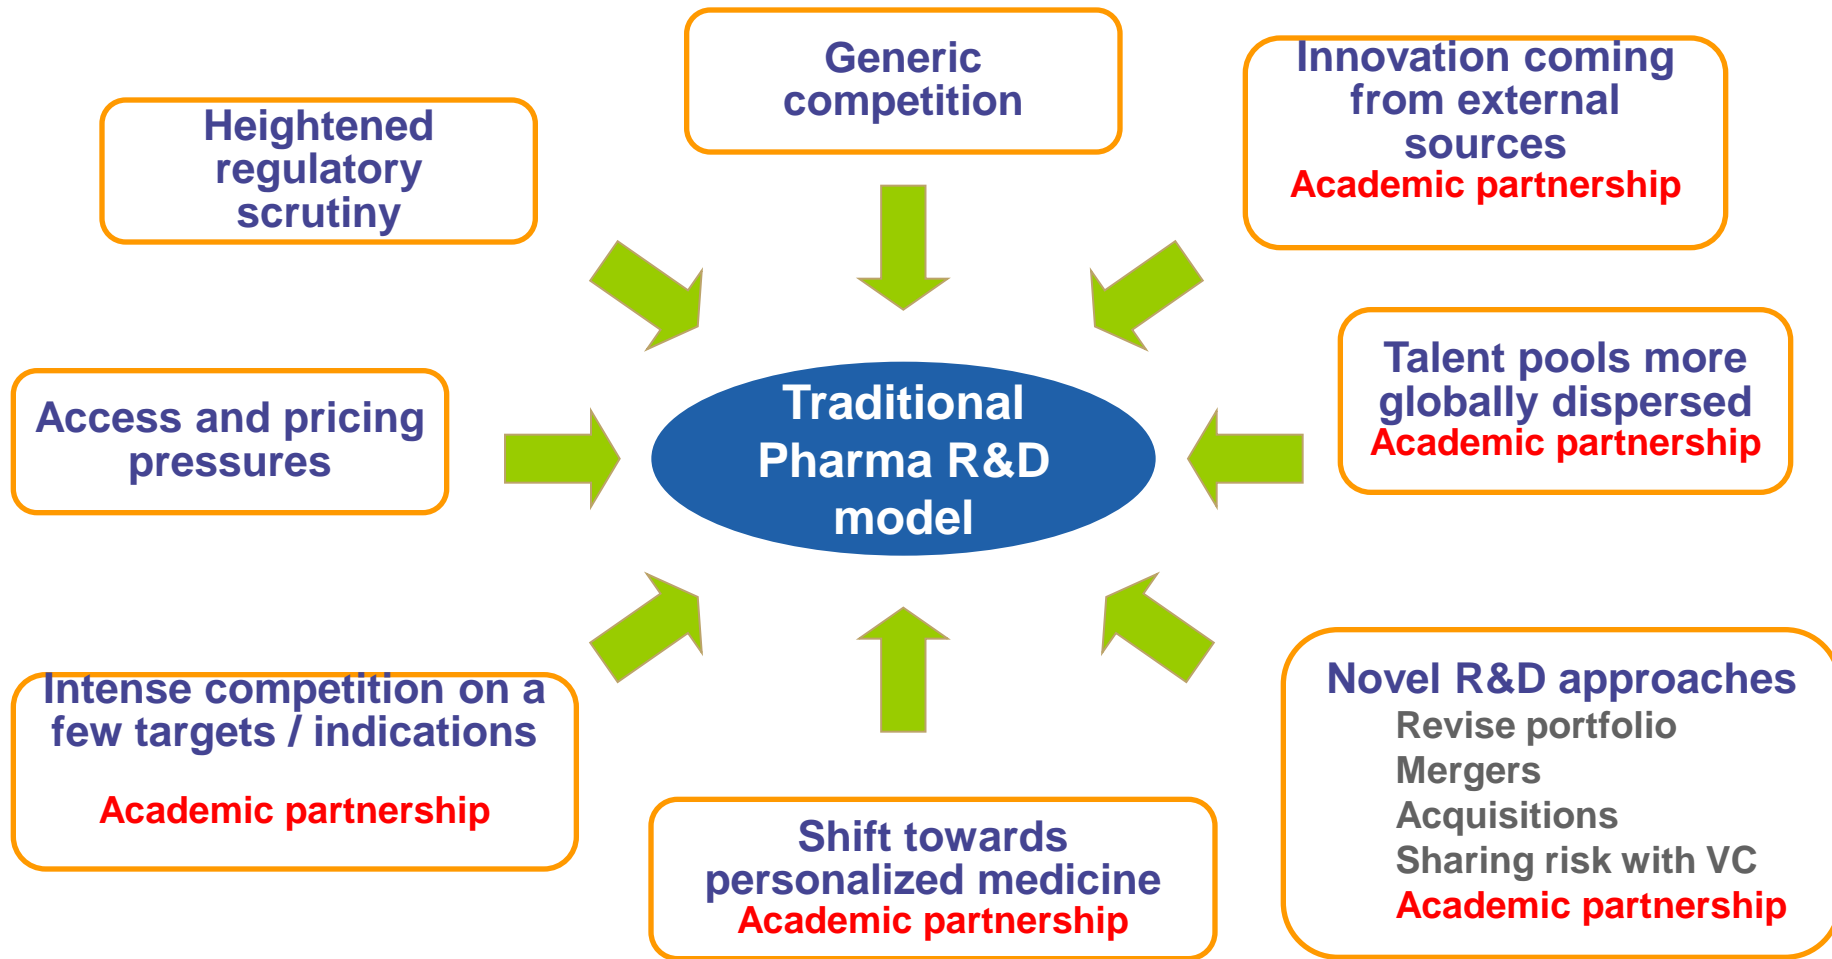 Generic
competition
Innovation coming
from external
sources
Academic partnership
Heightened
regulatory
scrutiny
Talent pools more
globally dispersed
Academic partnership
Access and pricing
pressures
Traditional
Pharma R&D
model
Intense competition on a
few targets / indications
Academic partnership
Shift towards
personalized medicine
Academic partnership
Novel R&D approaches
Revise portfolio
Mergers
Acquisitions
Sharing risk with VC
Academic partnership